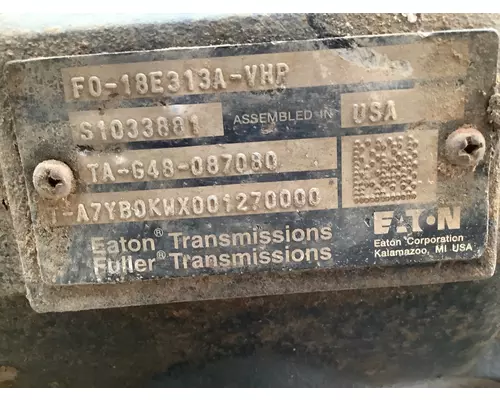 FO-18E313A-VHP
S1033881 ASSEMBLED IN USA
TA-G48-087080
T-A7YB0KWX001270000
EATON
Eaton® Transmissions
Fuller® Transmissions
Eaton Corporation
Kalamazoo, MI USA